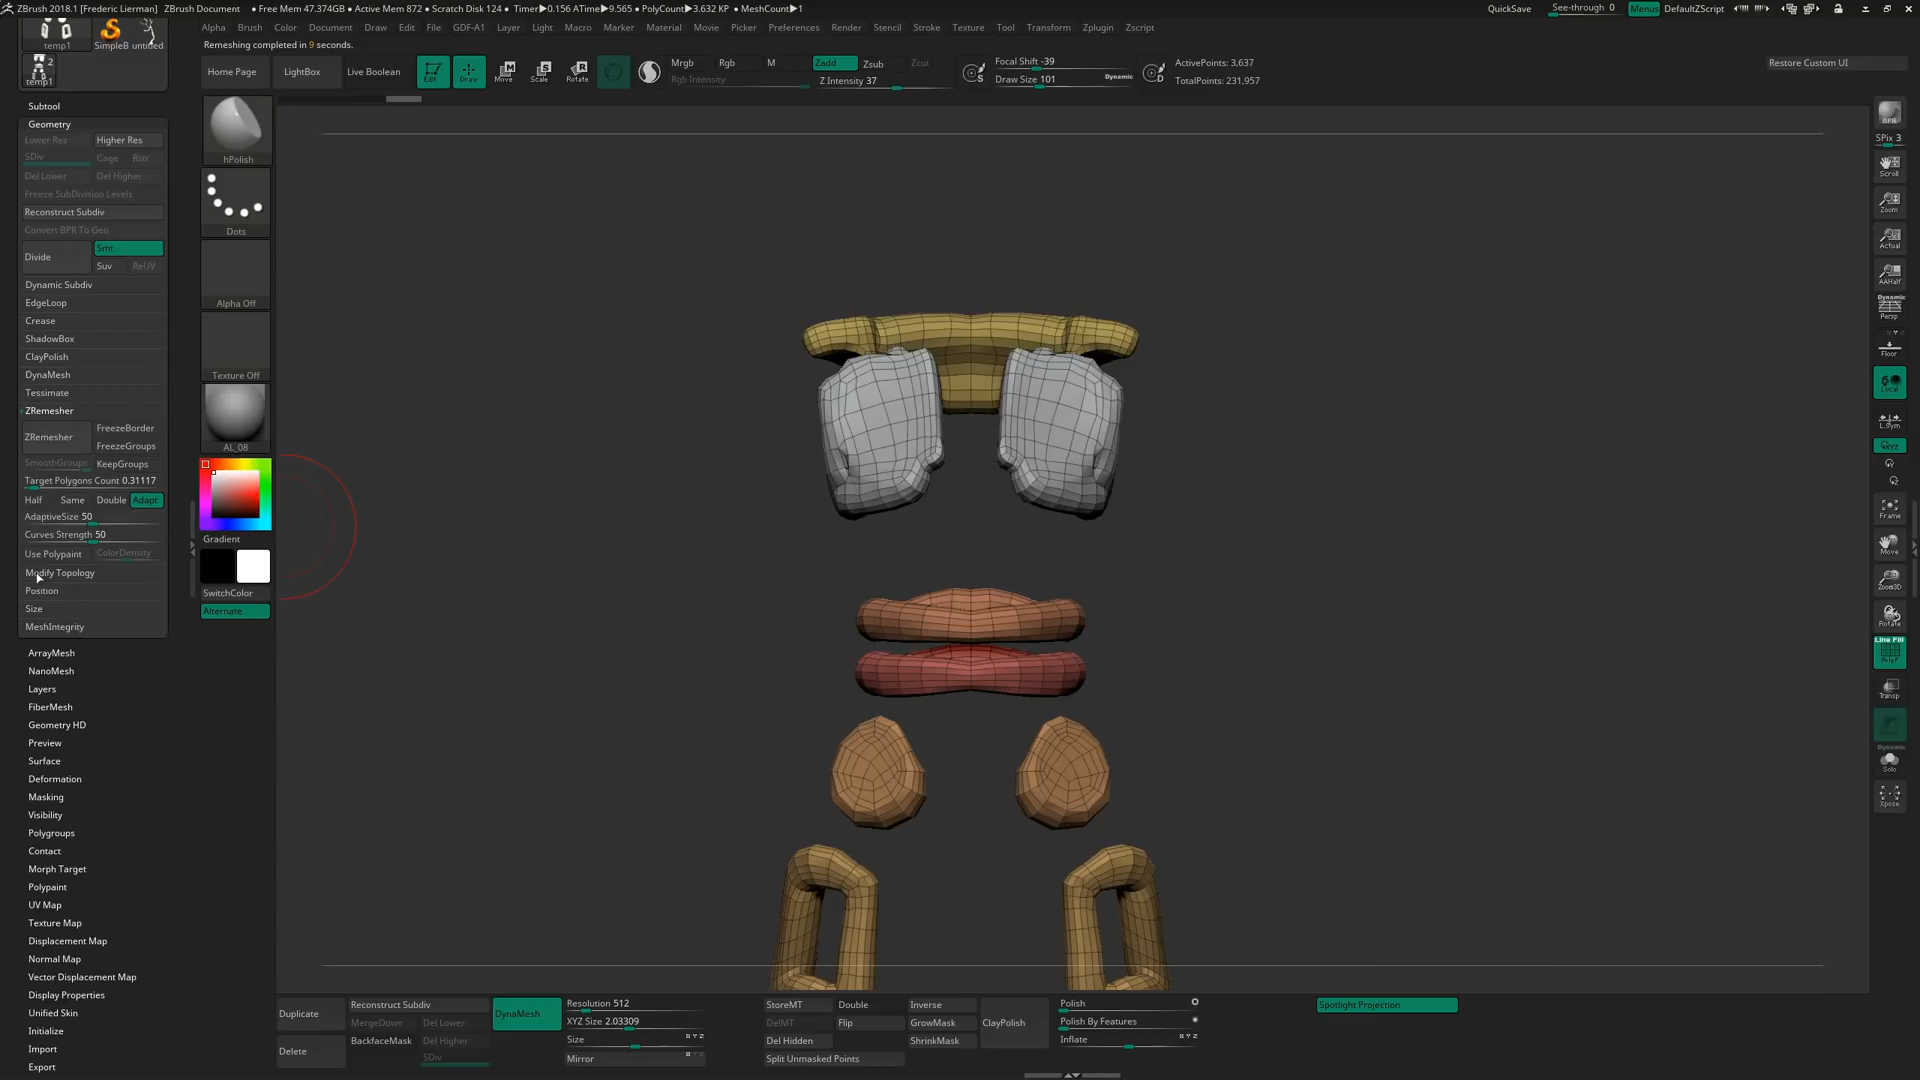 ZBrush 2018.1 [Frederic Lierman] ZBrush Document • Free Mem 47.374GB • Active Mem 872 • Scratch Disk 124 • Timer▶0.156 ATime▶9.565 • PolyCount▶3.632 KP • MeshCount▶1 QuickSave See-through 0 Menus DefaultZScript
Alpha Brush Color Document Draw Edit File GDF-A1 Layer Light Macro Marker Material Movie Picker Preferences Render Stencil Stroke Texture Tool Transform Zplugin Zscript
Remeshing completed in 9 seconds.
temp1 SimpleB untitled
2
temp1
Home Page LightBox Live Boolean Edit Draw Move Scale Rotate
Mrgb Rgb M Zadd Zsub Zcut
Rgb Intensity Z Intensity 37
Focal Shift -39
Draw Size 101 Dynamic
S D
ActivePoints: 3,637
TotalPoints: 231,957
Restore Custom UI
Subtool
Geometry
Lower Res Higher Res
SDiv Cage Rstr
Del Lower Del Higher
Freeze SubDivision Levels
Reconstruct Subdiv
Convert BPR To Geo
Divide Smt
Suv ReUV
Dynamic Subdiv
EdgeLoop
Crease
ShadowBox
ClayPolish
DynaMesh
Tessimate
ZRemesher
ZRemesher FreezeBorder
FreezeGroups
SmoothGroups KeepGroups
Target Polygons Count 0.31117
Half Same Double Adapt
AdaptiveSize 50
Curves Strength 50
Use Polypaint ColorDensity
Modify Topology
Position
Size
MeshIntegrity
ArrayMesh
NanoMesh
Layers
FiberMesh
Geometry HD
Preview
Surface
Deformation
Masking
Visibility
Polygroups
Contact
Morph Target
Polypaint
UV Map
Texture Map
Displacement Map
Normal Map
Vector Displacement Map
Display Properties
Unified Skin
Initialize
Import
Export
hPolish
Dots
Alpha Off
Texture Off
AL_08
Gradient
SwitchColor
Alternate
BPR
SPix 3
Scroll
Zoom
Actual
AAHalf
Dynamic
Persp
Floor
Local
L.Sym
Frame
Move
Zoom3D
Rotate
Line Fill
PolyF
Transp
Dynamic
Solo
Xpose
Duplicate
Delete
Reconstruct Subdiv
MergeDown Del Lower
BackfaceMask Del Higher
SDiv
DynaMesh
Resolution 512
XYZ Size 2.03309
Size
Mirror
StoreMT Double Inverse
DelMT Flip GrowMask
Del Hidden ShrinkMask
Split Unmasked Points
ClayPolish
Polish
Polish By Features
Inflate
Spotlight Projection